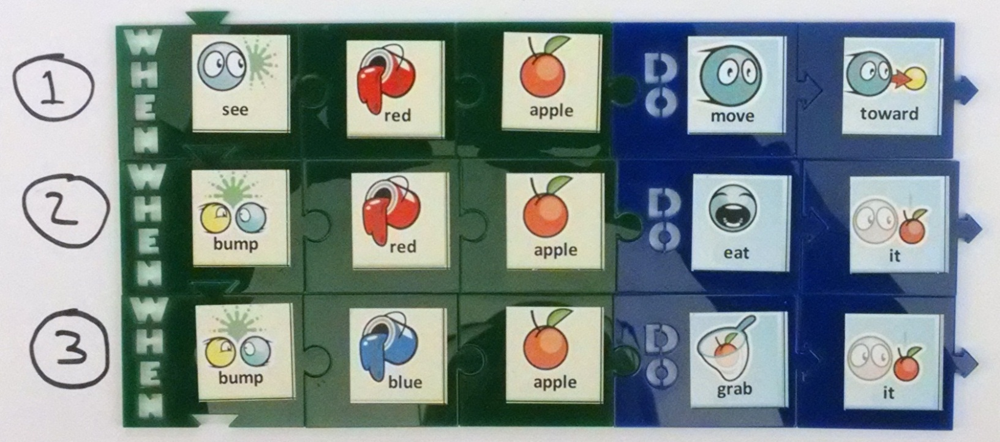 1 WHEN see red apple DO move toward
2 WHEN bump red apple DO eat it
3 WHEN bump blue apple DO grab it